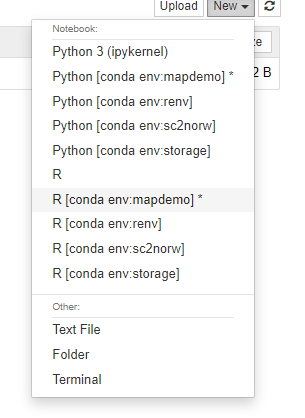 Upload New
Notebook:
ze
Python 3 (ipykernel)
Python [conda env:mapdemo] *
2 B
Python [conda env:renv]
Python [conda env:sc2norw]
Python [conda env:storage]
R
R [conda env:mapdemo] *
R [conda env:renv]
R [conda env:sc2norw]
R [conda env:storage]
Other:
Text File
Folder
Terminal